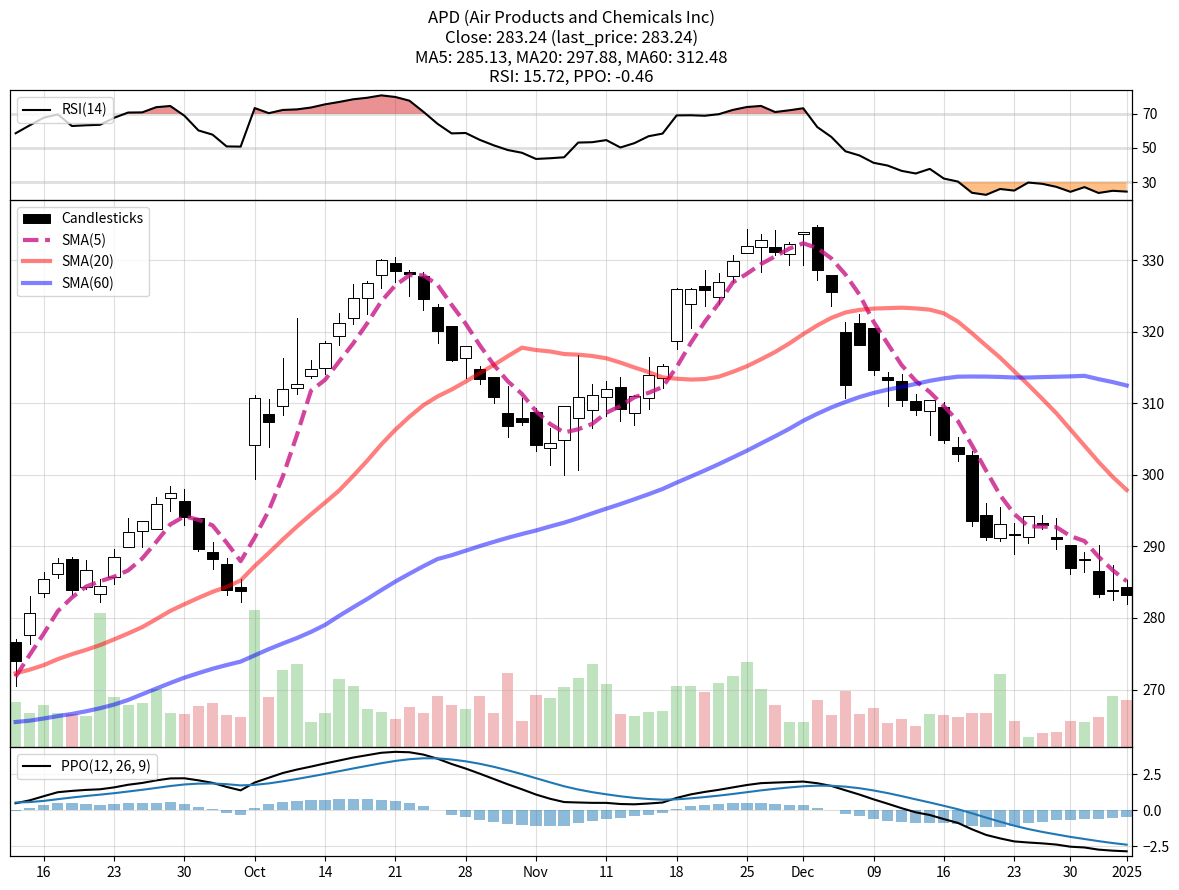 APD (Air Products and Chemicals Inc)
Close: 283.24 (last_price: 283.24)
MA5: 285.13, MA20: 297.88, MA60: 312.48
RSI: 15.72, PPO: -0.46
RSI(14)
70
50
30
Candlesticks
SMA(5)
SMA(20)
SMA(60)
330
320
310
300
290
280
270
PPO(12, 26, 9)
2.5
0.0
−2.5
16 23 30 Oct 14 21 28 Nov 11 18 25 Dec 09 16 23 30 2025